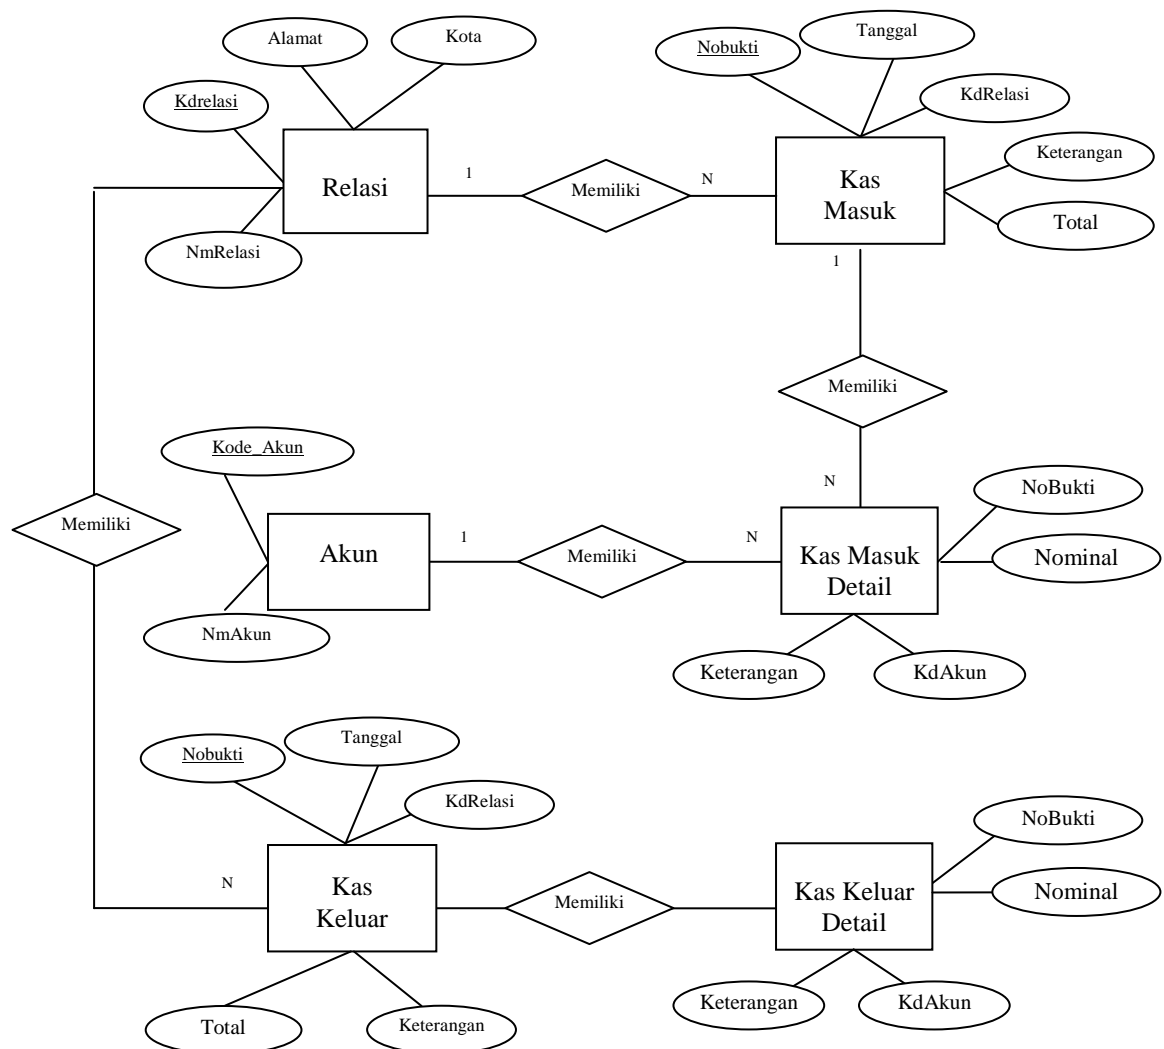 Alamat
Kota
Nobukti
Tanggal
Kdrelasi
KdRelasi
Relasi
1
Memiliki
N
Kas
Masuk
Keterangan
Total
NmRelasi
1
Memiliki
Kode_Akun
N
NoBukti
Memiliki
Akun
1
Memiliki
N
Kas Masuk
Detail
Nominal
NmAkun
Keterangan
KdAkun
Nobukti
Tanggal
KdRelasi
NoBukti
N
Kas
Keluar
Memiliki
Kas Keluar
Detail
Nominal
Total
Keterangan
Keterangan
KdAkun